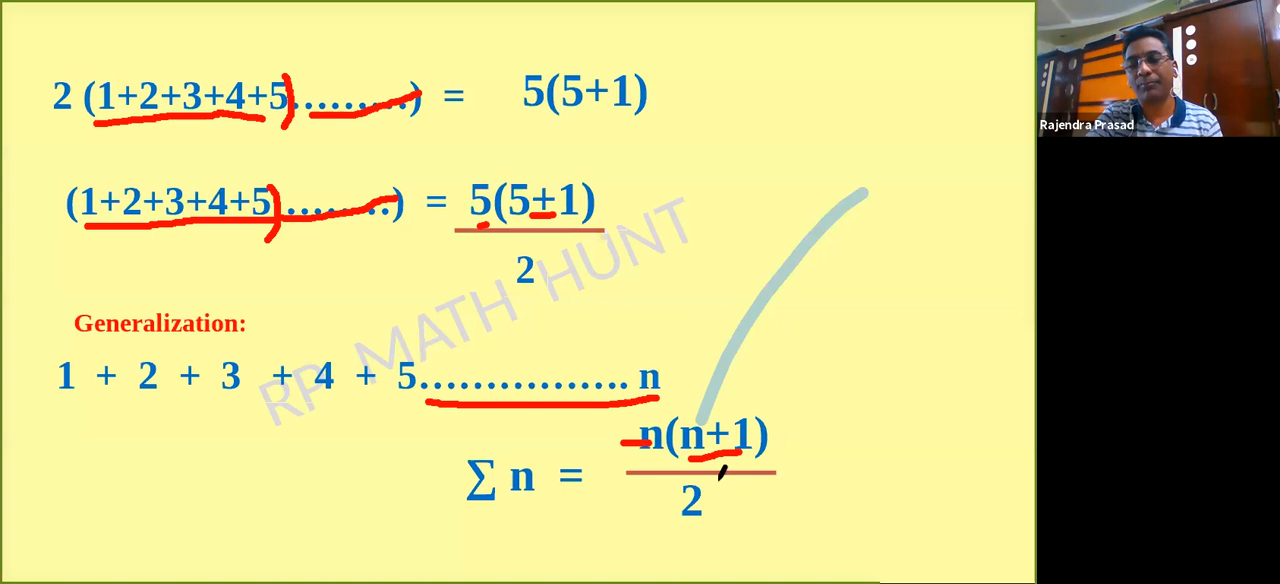 2 (1+2+3+4+5.........) = 5(5+1)
(1+2+3+4+5.........) = 5(5+1)
2
Generalization:
1 + 2 + 3 + 4 + 5................ n
∑ n = n(n+1)
2
RP MATH HUNT
Rajendra Prasad